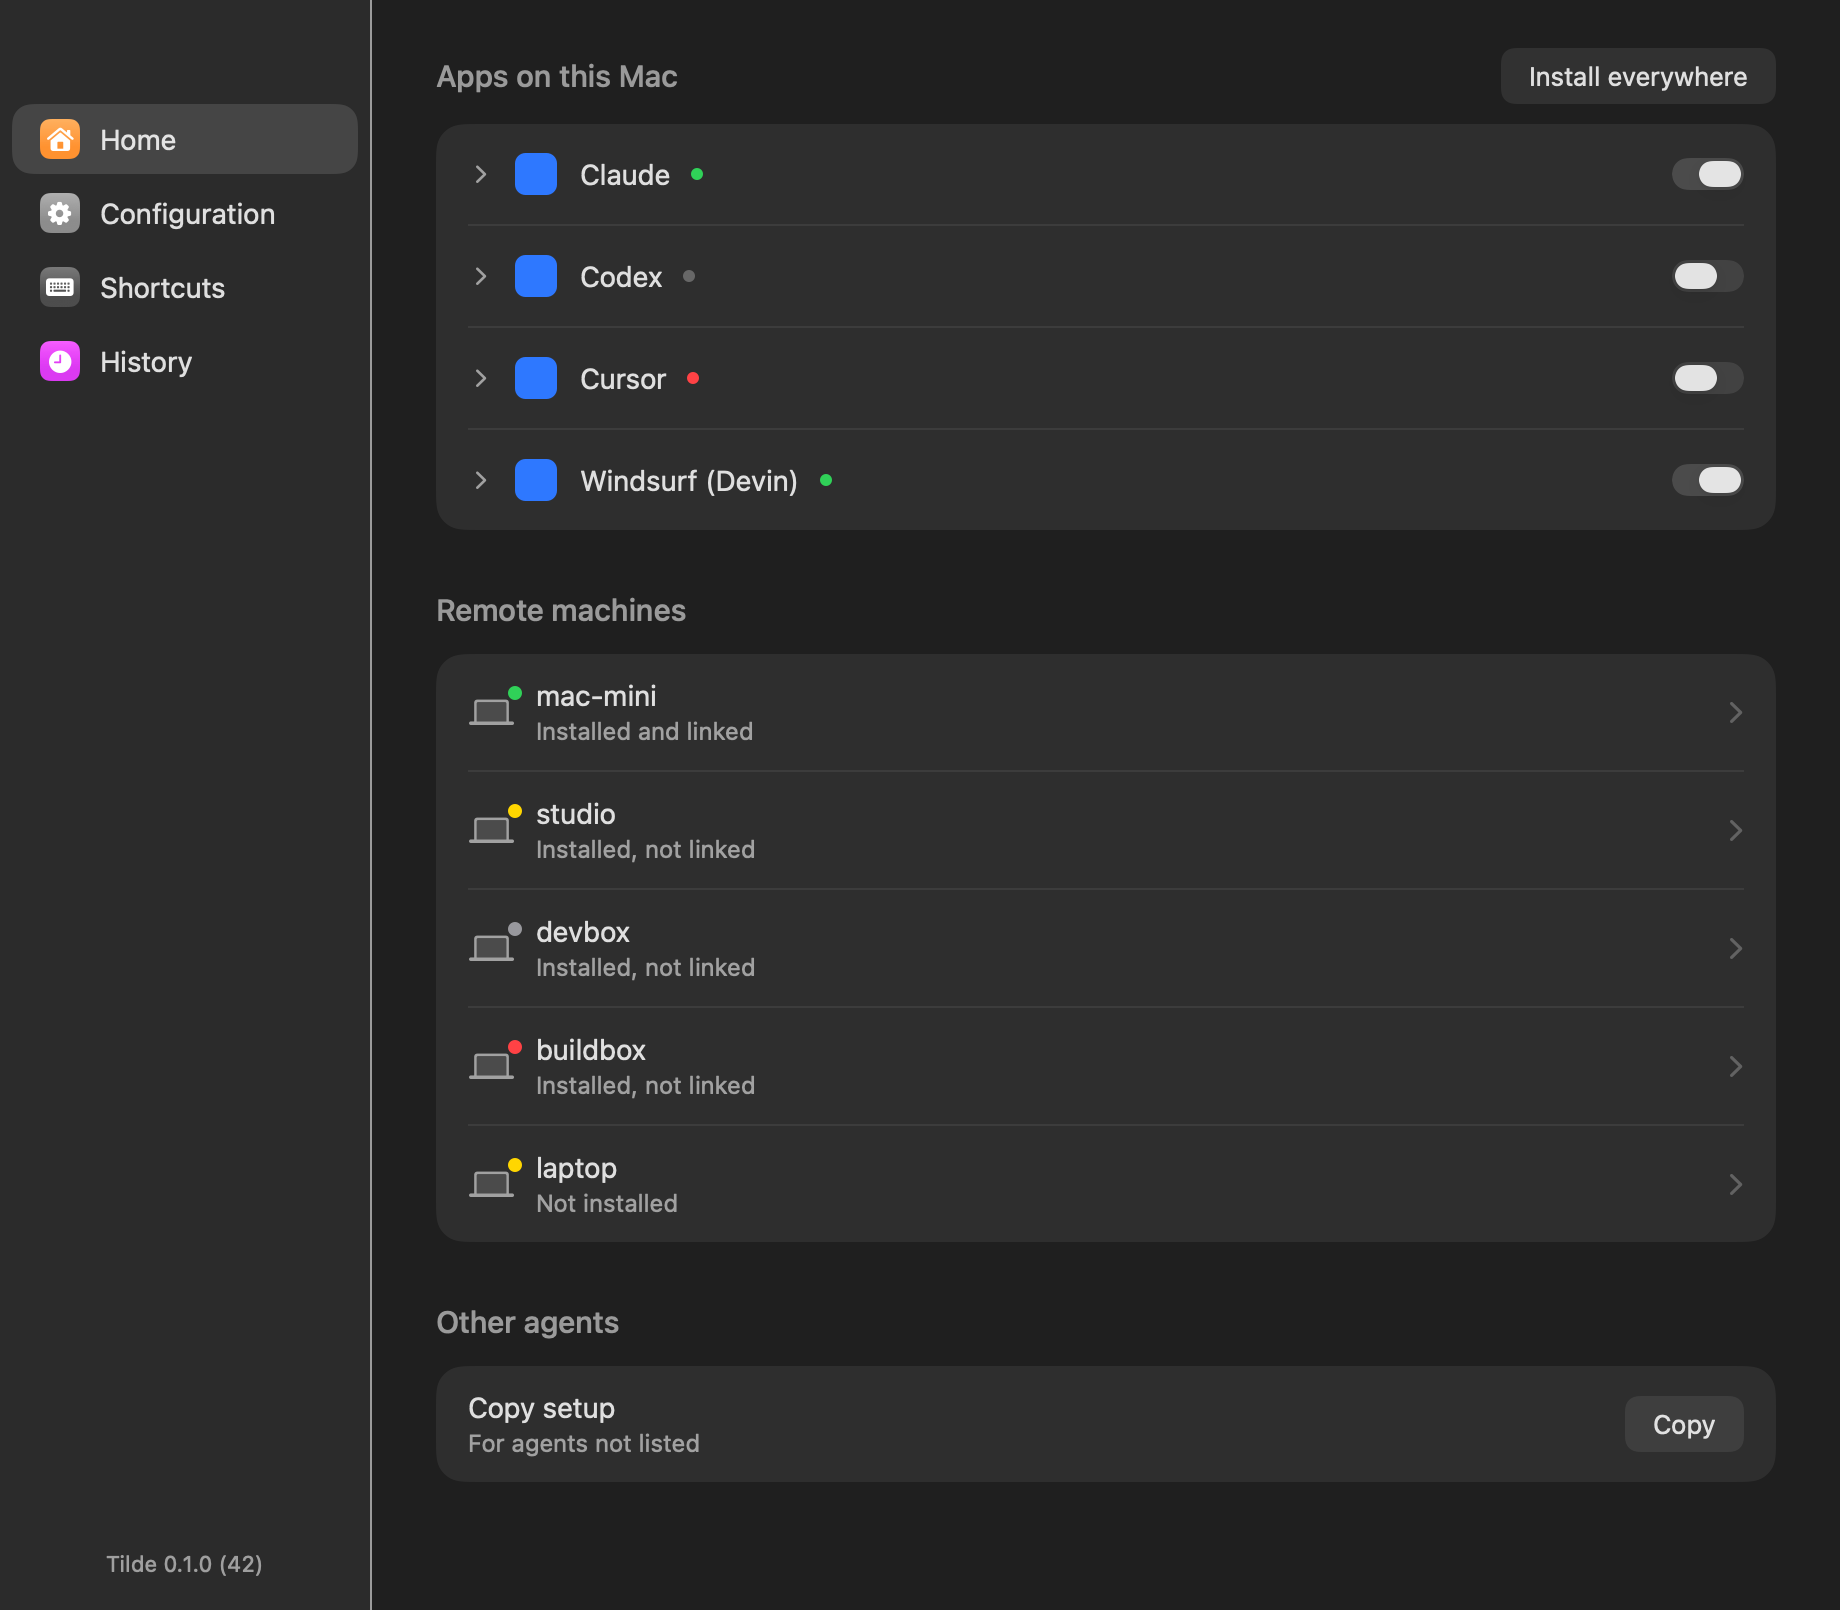 Home
Configuration
Shortcuts
History
Tilde 0.1.0 (42)
Apps on this Mac
Install everywhere
Claude
Codex
Cursor
Windsurf (Devin)
Remote machines
mac-mini
Installed and linked
studio
Installed, not linked
devbox
Installed, not linked
buildbox
Installed, not linked
laptop
Not installed
Other agents
Copy setup
For agents not listed
Copy